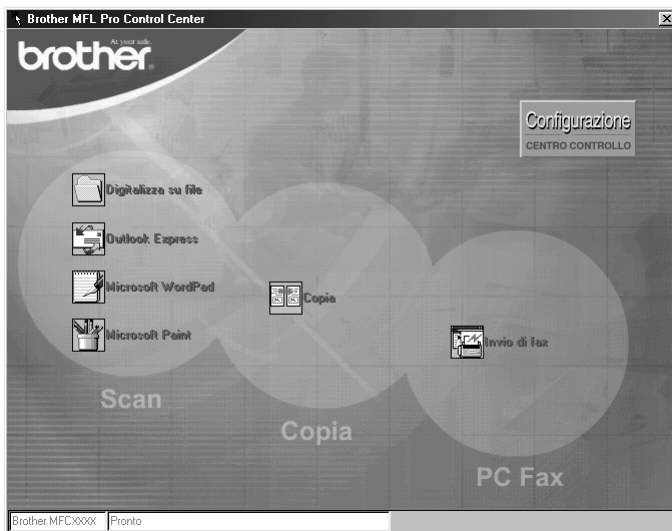 Brother MFL Pro Control Center
At your side.
brother
Configurazione
CENTRO CONTROLLO
Digitalizza su file
Outlook Express
Microsoft WordPad
Microsoft Paint
Scan
Copia
Copia
Invio di fax
PC Fax
Brother MFCXXXX
Pronto